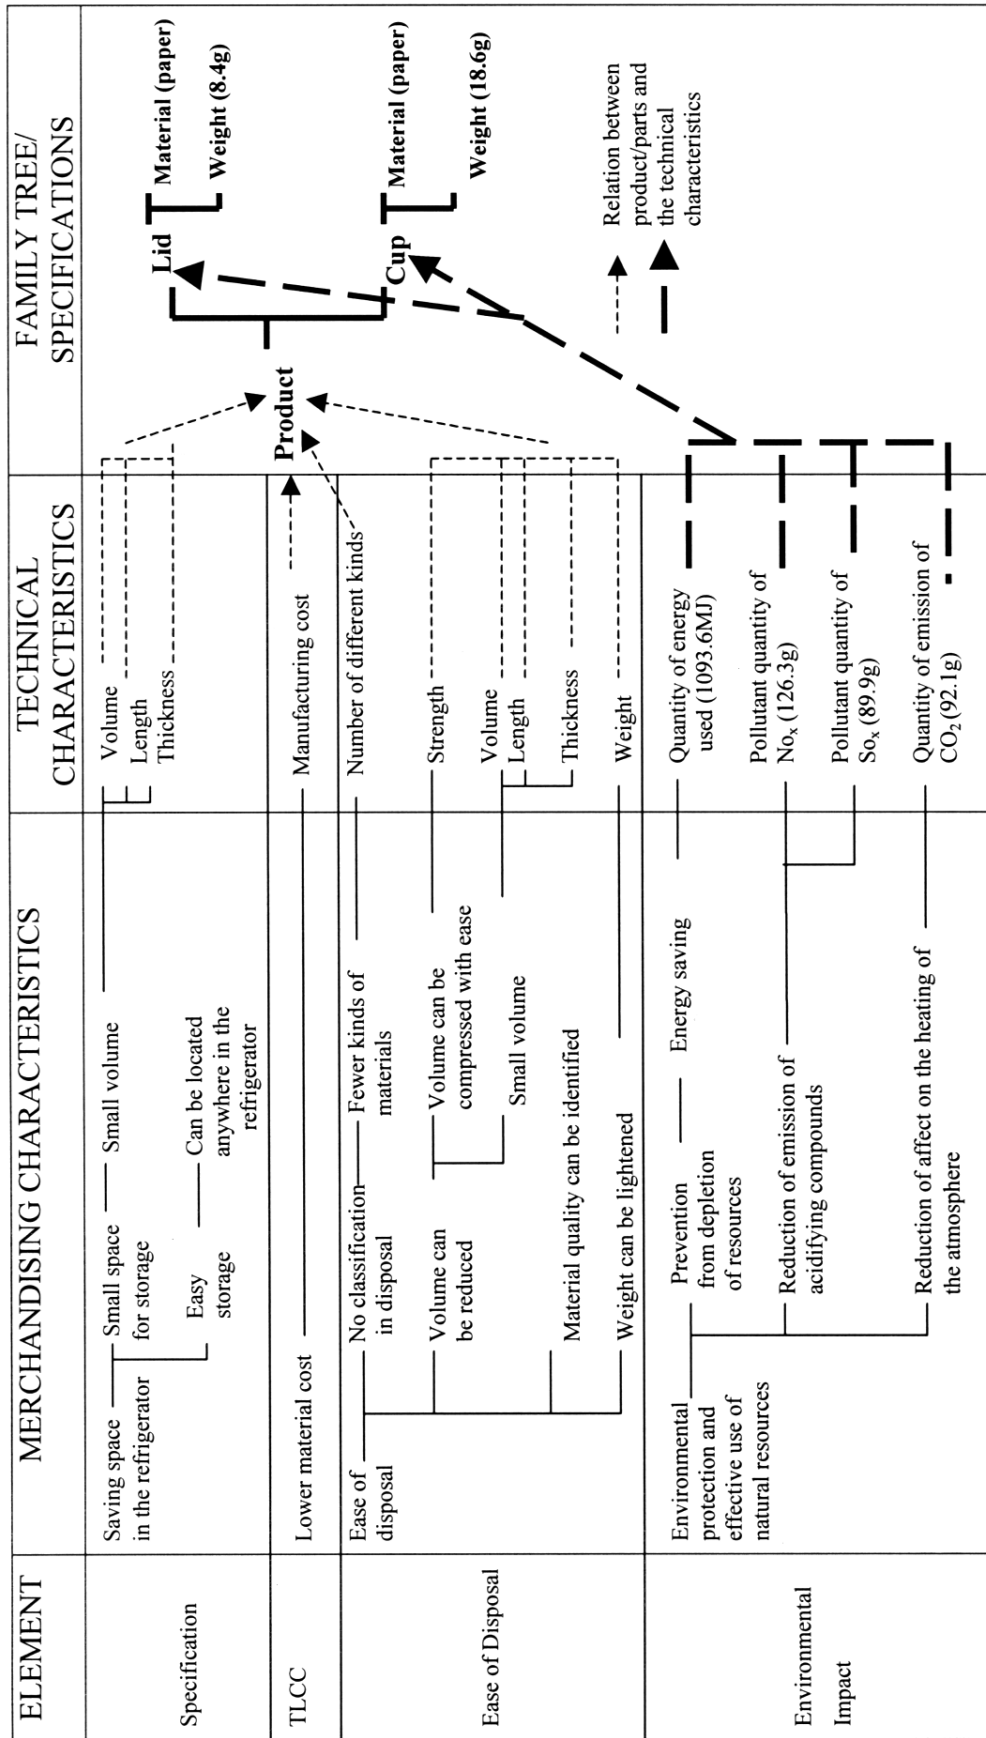 ELEMENT
MERCHANDISING CHARACTERISTICS
TECHNICAL
CHARACTERISTICS
FAMILY TREE/
SPECIFICATIONS
Specification
Saving space
in the refrigerator
Small space
for storage
Small volume
Easy
storage
Can be located
anywhere in the
refrigerator
Volume
Length
Thickness
TLCC
Lower material cost
Manufacturing cost
Ease of Disposal
Ease of
disposal
No classification
in disposal
Fewer kinds of
materials
Number of different kinds
Volume can
be reduced
Volume can be
compressed with ease
Strength
Small volume
Volume
Length
Thickness
Material quality can be identified
Weight can be lightened
Weight
Environmental
Impact
Environmental
protection and
effective use of
natural resources
Prevention
from depletion
of resources
Energy saving
Quantity of energy
used (1093.6MJ)
Reduction of emission of
acidifying compounds
Pollutant quantity of
Noₓ (126.3g)
Pollutant quantity of
Soₓ (89.9g)
Reduction of affect on the heating of
the atmosphere
Quantity of emission of
CO₂ (92.1g)
Product
Lid
Material (paper)
Weight (8.4g)
Cup
Material (paper)
Weight (18.6g)
Relation between
product/parts and
the technical
characteristics